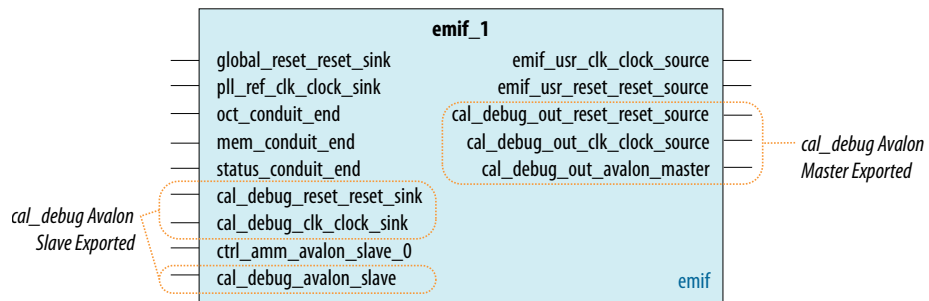 emif_1
global_reset_reset_sink
pll_ref_clk_clock_sink
oct_conduit_end
mem_conduit_end
status_conduit_end
cal_debug_reset_reset_sink
cal_debug_clk_clock_sink
ctrl_amm_avalon_slave_0
cal_debug_avalon_slave
emif_usr_clk_clock_source
emif_usr_reset_reset_source
cal_debug_out_reset_reset_source
cal_debug_out_clk_clock_source
cal_debug_out_avalon_master
emif
cal_debug Avalon
Slave Exported
cal_debug Avalon
Master Exported